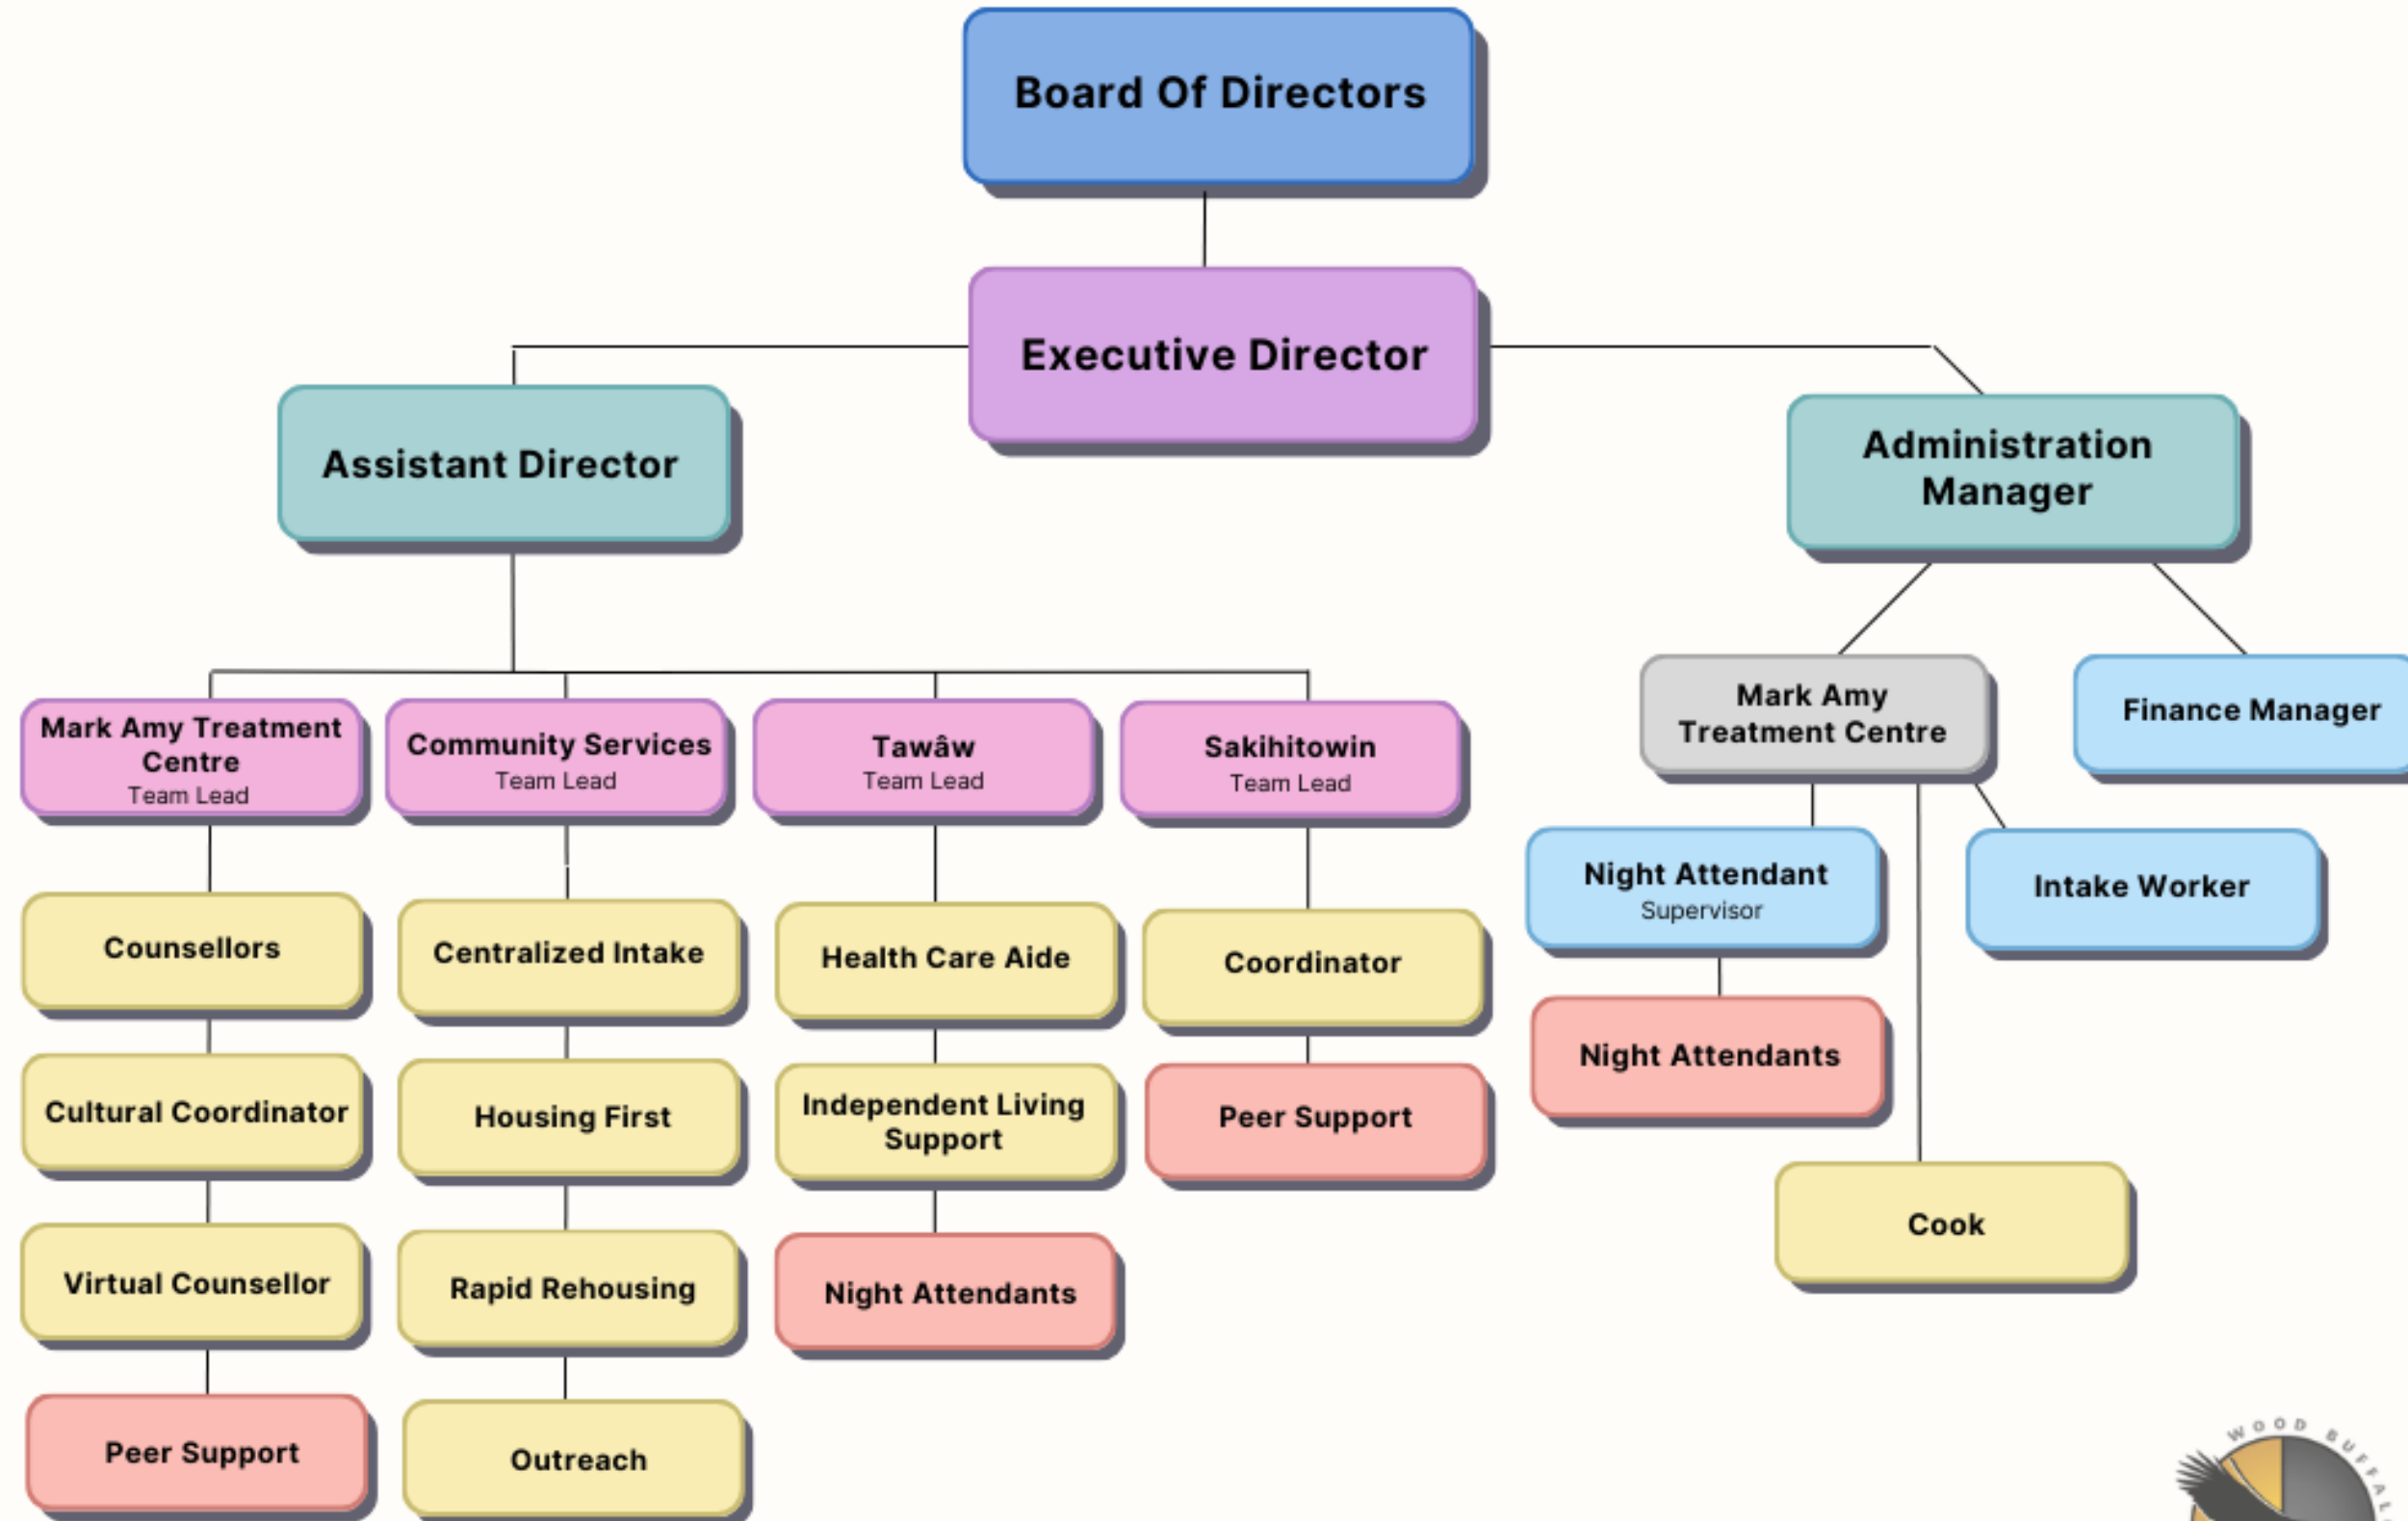 Board Of Directors
Executive Director
Assistant Director
Administration
Manager
Mark Amy Treatment
Centre
Team Lead
Community Services
Team Lead
Tawâw
Team Lead
Sakihitowin
Team Lead
Mark Amy
Treatment Centre
Finance Manager
Night Attendant
Supervisor
Intake Worker
Counsellors
Centralized Intake
Health Care Aide
Coordinator
Night Attendants
Cultural Coordinator
Housing First
Independent Living
Support
Peer Support
Cook
Virtual Counsellor
Rapid Rehousing
Night Attendants
Peer Support
Outreach
WOOD